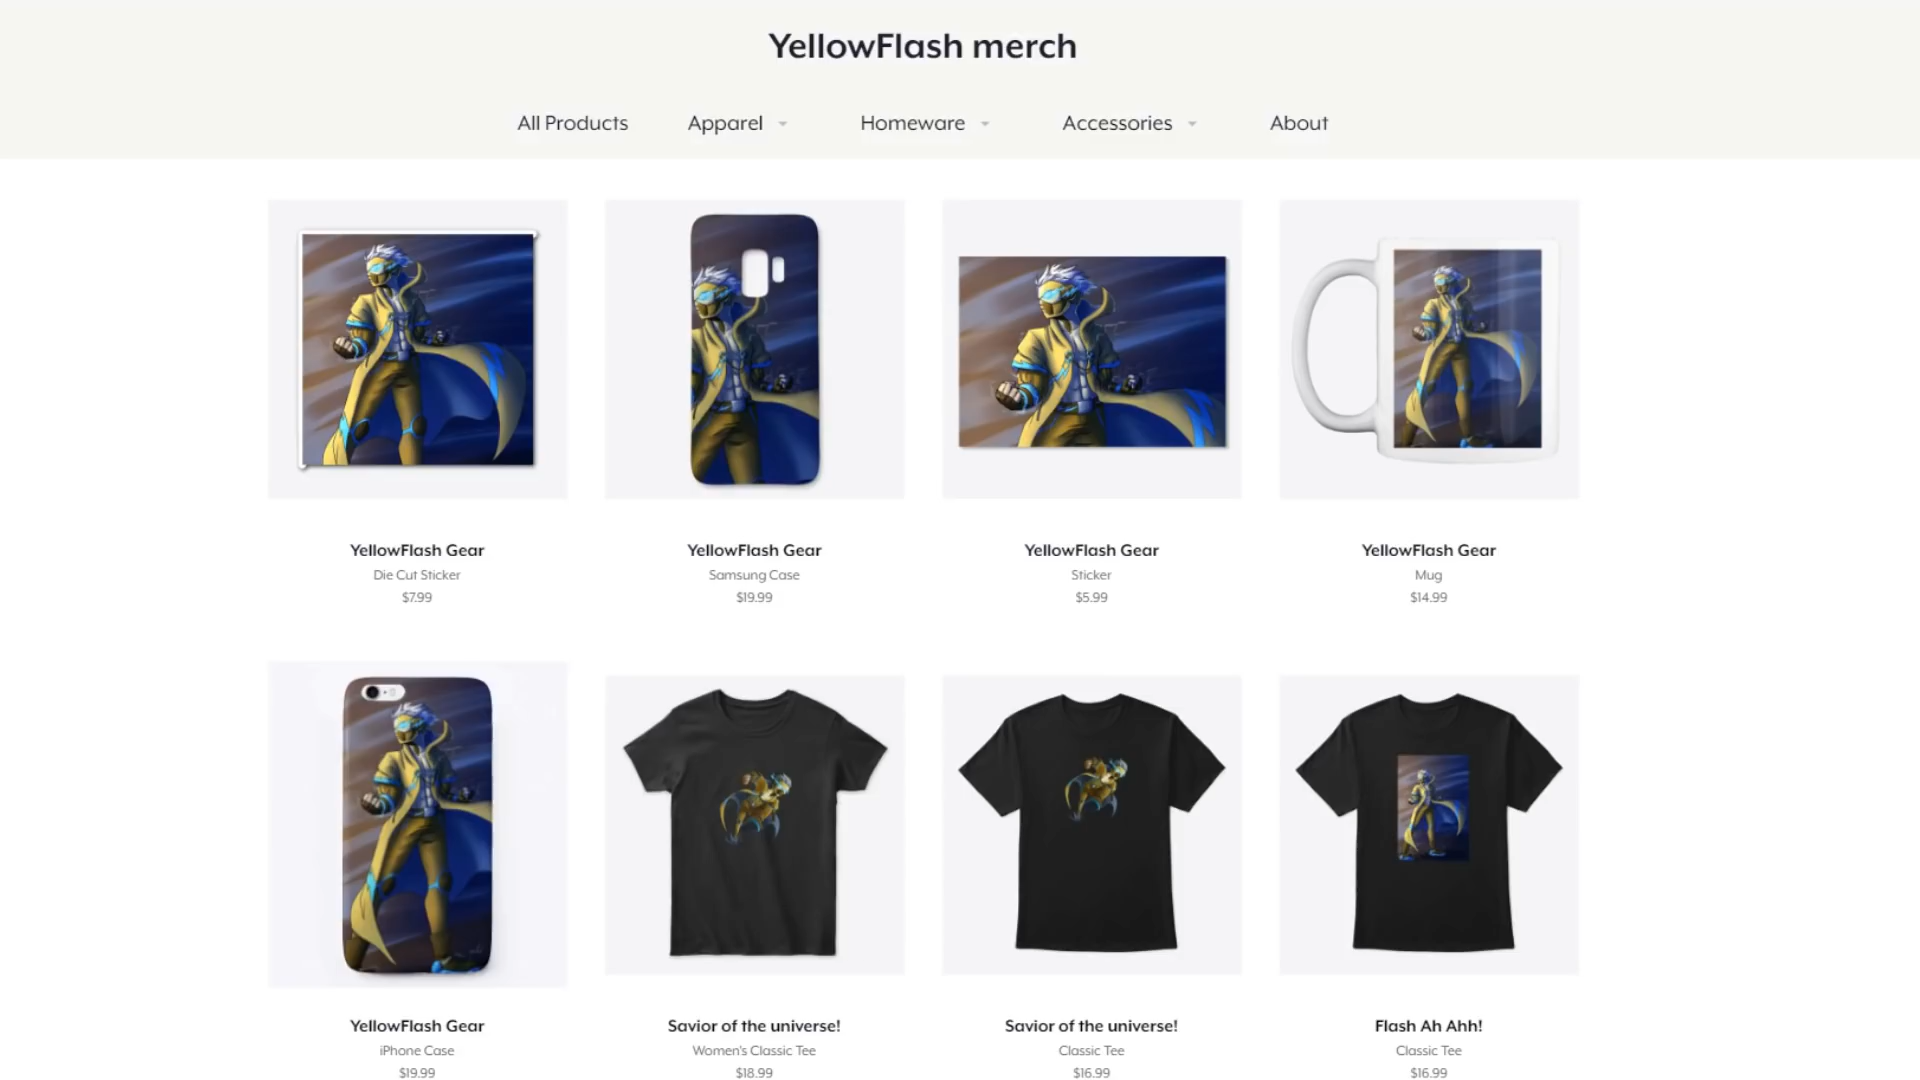 YellowFlash merch
All Products
Apparel
Homeware
Accessories
About
YellowFlash Gear
Die Cut Sticker
$7.99
YellowFlash Gear
Samsung Case
$19.99
YellowFlash Gear
Sticker
$5.99
YellowFlash Gear
Mug
$14.99
YellowFlash Gear
iPhone Case
$19.99
Savior of the universe!
Women's Classic Tee
$18.99
Savior of the universe!
Classic Tee
$16.99
Flash Ah Ahh!
Classic Tee
$16.99